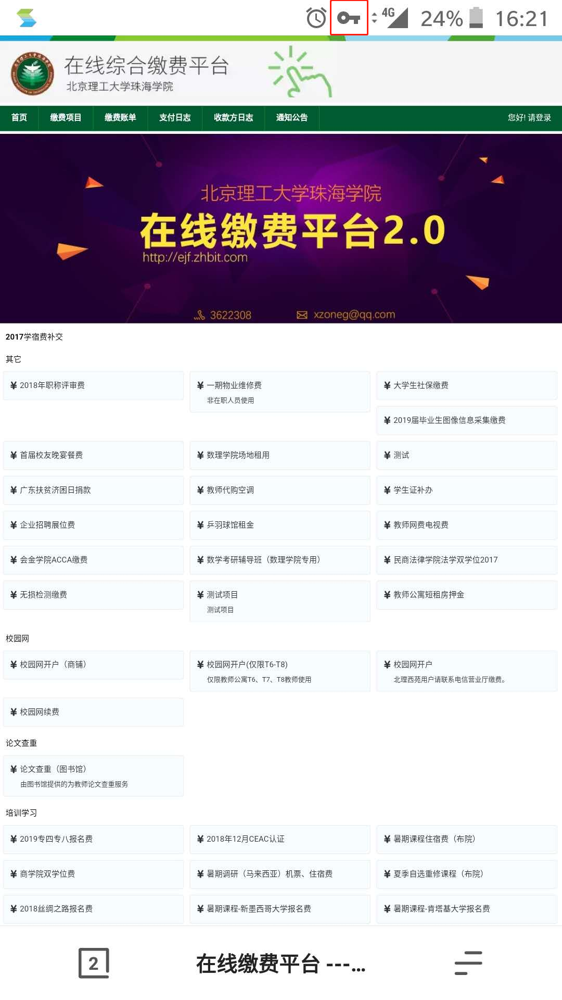 4G 24% 16:21
在线综合缴费平台
北京理工大学珠海学院
首页 缴费项目 缴费账单 支付日志 收款方日志 通知公告 您好! 请登录
北京理工大学珠海学院
在线缴费平台2.0
http://ejf.zhbit.com
3622308 xzoneg@qq.com
2017学宿费补交
其它
¥ 2018年职称评审费
¥ 一期物业维修费
非在职人员使用
¥ 大学生社保缴费
¥ 2019届毕业生图像信息采集缴费
¥ 首届校友晚宴餐费
¥ 数理学院场地租用
¥ 测试
¥ 广东扶贫济困日捐款
¥ 教师代购空调
¥ 学生证补办
¥ 企业招聘展位费
¥ 乒羽球馆租金
¥ 教师网费电视费
¥ 会金学院ACCA缴费
¥ 数学考研辅导班（数理学院专用）
¥ 民商法律学院法学双学位2017
¥ 无损检测缴费
¥ 测试项目
测试项目
¥ 教师公寓短租房押金
校园网
¥ 校园网开户（商铺）
¥ 校园网开户(仅限T6-T8)
仅限教师公寓T6、T7、T8教师使用
¥ 校园网开户
北理西苑用户请联系电信营业厅缴费。
¥ 校园网续费
论文查重
¥ 论文查重（图书馆）
由图书馆提供的为教师论文查重服务
培训学习
¥ 2019专四专八报名费
¥ 2018年12月CEAC认证
¥ 暑期课程住宿费（布院）
¥ 商学院双学位费
¥ 暑期调研（马来西亚）机票、住宿费
¥ 夏季自选重修课程（布院）
¥ 2018丝绸之路报名费
¥ 暑期课程-新墨西哥大学报名费
¥ 暑期课程-肯塔基大学报名费
2 在线缴费平台 ---...